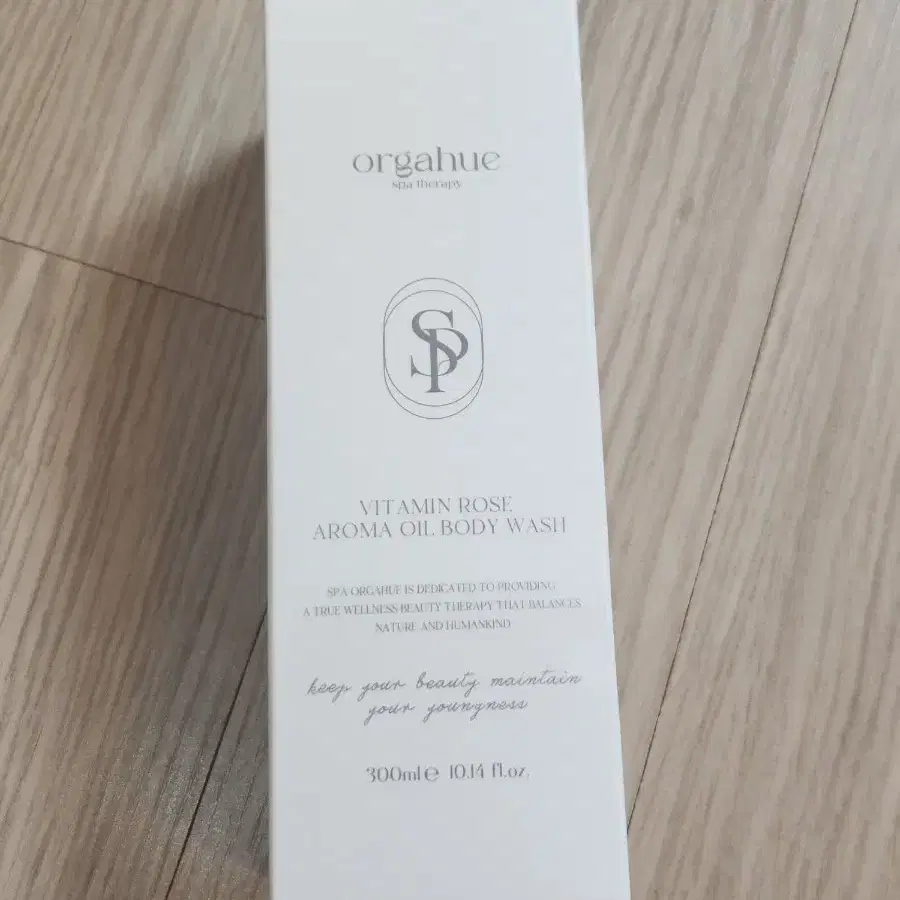 orgahue
spa therapy
SP
VITAMIN ROSE
AROMA OIL BODY WASH
SPA ORGAHUE IS DEDICATED TO PROVIDING
A TRUE WELLNESS BEAUTY THERAPY THAT BALANCES
NATURE AND HUMANKIND
keep your beauty maintain
your youngness
300ml℮ 10.14 fl.oz.